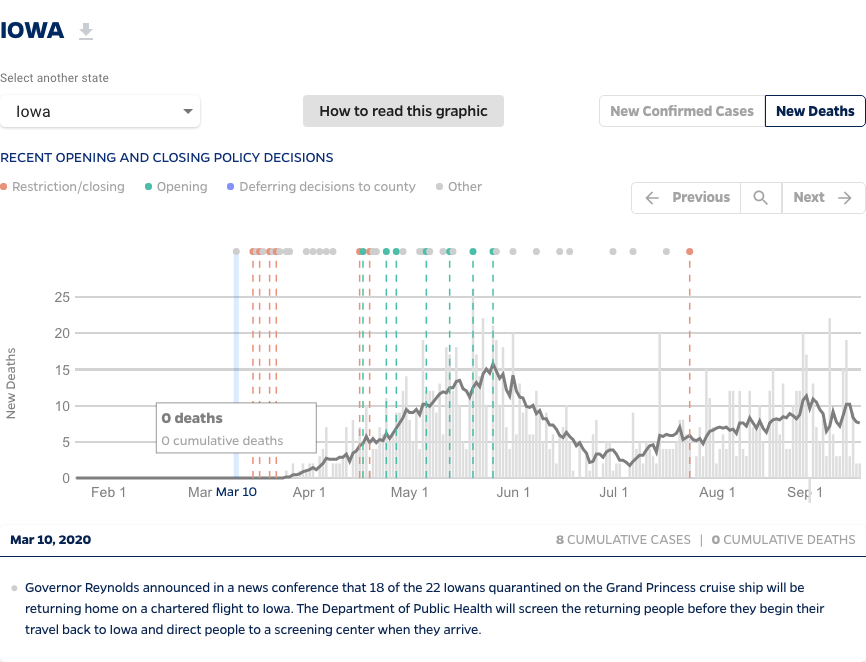 IOWA
Select another state
Iowa
How to read this graphic
New Confirmed Cases
New Deaths
RECENT OPENING AND CLOSING POLICY DECISIONS
Restriction/closing
Opening
Deferring decisions to county
Other
Previous
Next
25
20
15
10
5
0
New Deaths
0 deaths
0 cumulative deaths
Feb 1
Mar
Mar 10
Apr 1
May 1
Jun 1
Jul 1
Aug 1
Sep 1
Mar 10, 2020
8 CUMULATIVE CASES | 0 CUMULATIVE DEATHS
Governor Reynolds announced in a news conference that 18 of the 22 Iowans quarantined on the Grand Princess cruise ship will be
returning home on a chartered flight to Iowa. The Department of Public Health will screen the returning people before they begin their
travel back to Iowa and direct people to a screening center when they arrive.